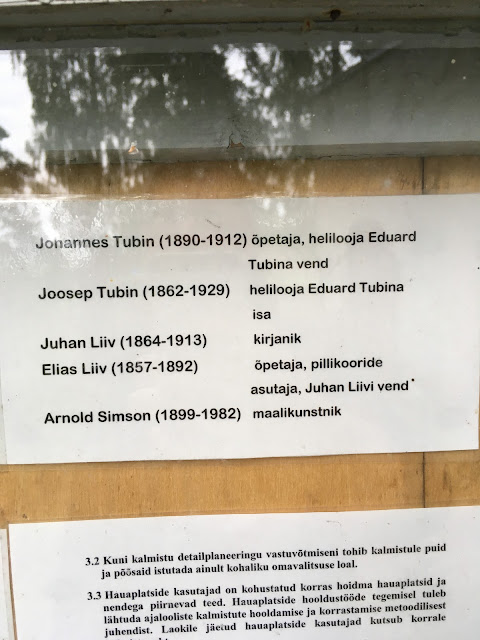 Johannes Tubin (1890-1912) õpetaja, helilooja Eduard
Tubina vend
Joosep Tubin (1862-1929) helilooja Eduard Tubina
isa
Juhan Liiv (1864-1913) kirjanik
Elias Liiv (1857-1892) õpetaja, pillikooride
asutaja, Juhan Liivi vend
Arnold Simson (1899-1982) maalikunstnik
3.2 Kuni kalmistu detailplaneeringu vastuvõtmiseni tohib kalmistule puid
ja põõsaid istutada ainult kohaliku omavalitsuse loal.
3.3 Hauaplatside kasutajad on kohustatud korras hoidma hauaplatsid ja
nendega piirnevad teed. Hauaplatside hooldustööde tegemisel tuleb
lähtuda ajalooliste kalmistute hooldamise ja korrastamise metoodilisest
juhendist. Laokile jäetud hauaplatside kasutajad kutsub korrale